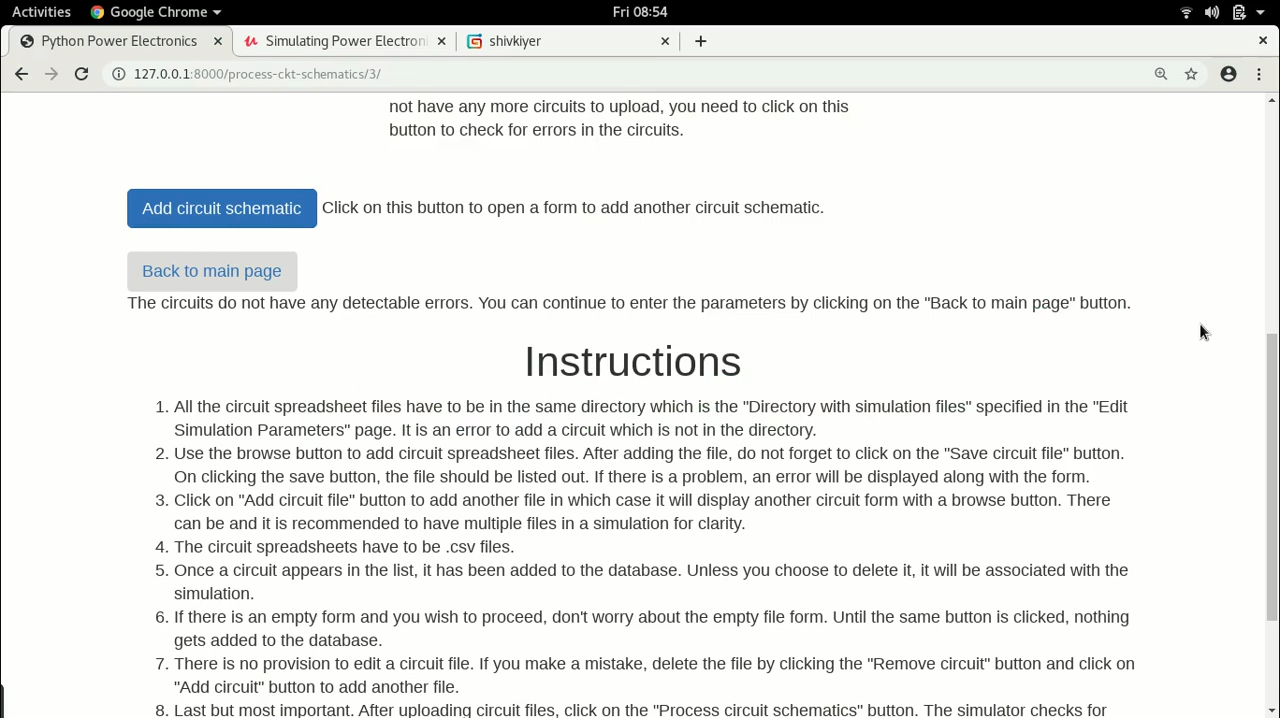 Activities Google Chrome Fri 08:54
Python Power Electronics Simulating Power Electroni shivkiyer
127.0.0.1:8000/process-ckt-schematics/3/
not have any more circuits to upload, you need to click on this
button to check for errors in the circuits.
Add circuit schematic Click on this button to open a form to add another circuit schematic.
Back to main page
The circuits do not have any detectable errors. You can continue to enter the parameters by clicking on the "Back to main page" button.
Instructions
1. All the circuit spreadsheet files have to be in the same directory which is the "Directory with simulation files" specified in the "Edit
Simulation Parameters" page. It is an error to add a circuit which is not in the directory.
2. Use the browse button to odd circuit spreadsheet files. After adding the file, do not forget to click on the "Save circuit file" button.
On clicking the save button, the file should be listed out. If there is a problem, an error will be displayed along with the form.
3. Click on "Add circuit file" button to add another file in which case it will display another circuit form with a browse button. There
can be and it is recommended to have multiple files in a simulation for clarity.
4. The circuit spreadsheets have to be .csv files.
5. Once a circuit appears in the list, it has been added to the database. Unless you choose to delete it, it will be associated with the
simulation.
6. If there is an empty form and you wish to proceed, don't worry about the empty file form. Until the same button is clicked, nothing
gets added to the database.
7. There is no provision to edit a circuit file. If you make a mistake, delete the file by clicking the "Remove circuit" button and click on
"Add circuit" button to add another file.
8. Last but most important. After uploading circuit files, click on the "Process circuit schematics" button. The simulator checks for